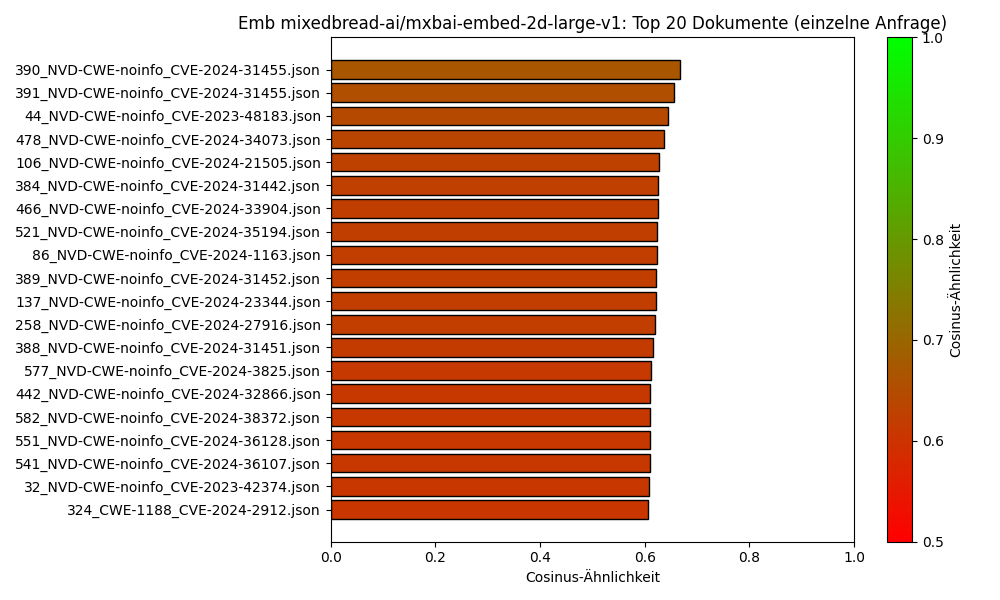 Emb mixedbread-ai/mxbai-embed-2d-large-v1: Top 20 Dokumente (einzelne Anfrage)
390_NVD-CWE-noinfo_CVE-2024-31455.json
391_NVD-CWE-noinfo_CVE-2024-31455.json
44_NVD-CWE-noinfo_CVE-2023-48183.json
478_NVD-CWE-noinfo_CVE-2024-34073.json
106_NVD-CWE-noinfo_CVE-2024-21505.json
384_NVD-CWE-noinfo_CVE-2024-31442.json
466_NVD-CWE-noinfo_CVE-2024-33904.json
521_NVD-CWE-noinfo_CVE-2024-35194.json
86_NVD-CWE-noinfo_CVE-2024-1163.json
389_NVD-CWE-noinfo_CVE-2024-31452.json
137_NVD-CWE-noinfo_CVE-2024-23344.json
258_NVD-CWE-noinfo_CVE-2024-27916.json
388_NVD-CWE-noinfo_CVE-2024-31451.json
577_NVD-CWE-noinfo_CVE-2024-3825.json
442_NVD-CWE-noinfo_CVE-2024-32866.json
582_NVD-CWE-noinfo_CVE-2024-38372.json
551_NVD-CWE-noinfo_CVE-2024-36128.json
541_NVD-CWE-noinfo_CVE-2024-36107.json
32_NVD-CWE-noinfo_CVE-2023-42374.json
324_CWE-1188_CVE-2024-2912.json
0.0 0.2 0.4 0.6 0.8 1.0
Cosinus-Ähnlichkeit
1.0
0.9
0.8
0.7
0.6
0.5
Cosinus-Ähnlichkeit